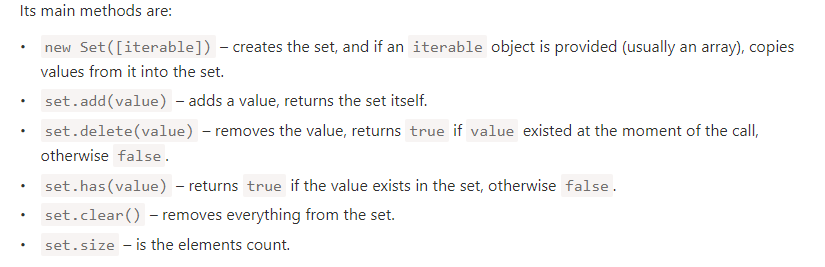 Its main methods are:
• new Set([iterable]) – creates the set, and if an iterable object is provided (usually an array), copies
values from it into the set.
• set.add(value) – adds a value, returns the set itself.
• set.delete(value) – removes the value, returns true if value existed at the moment of the call,
otherwise false.
• set.has(value) – returns true if the value exists in the set, otherwise false.
• set.clear() – removes everything from the set.
• set.size – is the elements count.